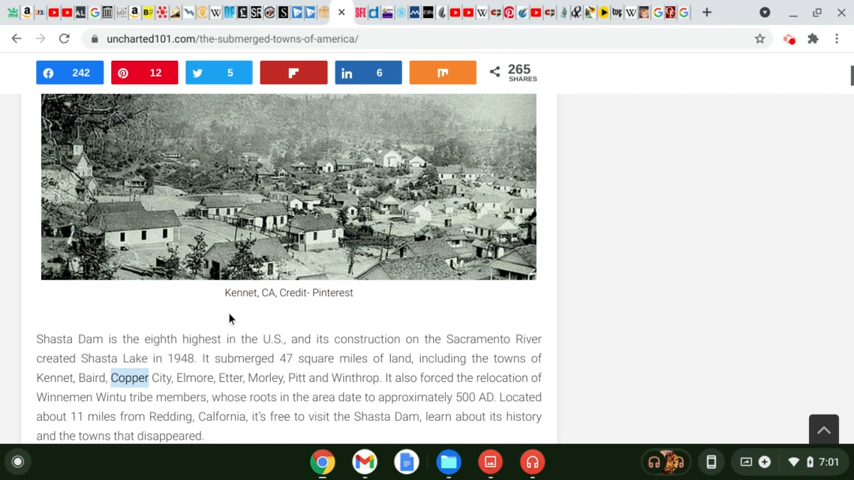 uncharted101.com/the-submerged-towns-of-america/
242
12
5
6
265
SHARES
Kennet, CA, Credit- Pinterest
Shasta Dam is the eighth highest in the U.S., and its construction on the Sacramento River
created Shasta Lake in 1948. It submerged 47 square miles of land, including the towns of
Kennet, Baird, Copper City, Elmore, Etter, Morley, Pitt and Winthrop. It also forced the relocation of
Winnemen Wintu tribe members, whose roots in the area date to approximately 500 AD. Located
about 11 miles from Redding, Calfornia, it's free to visit the Shasta Dam, learn about its history
and the towns that disappeared.
7:01